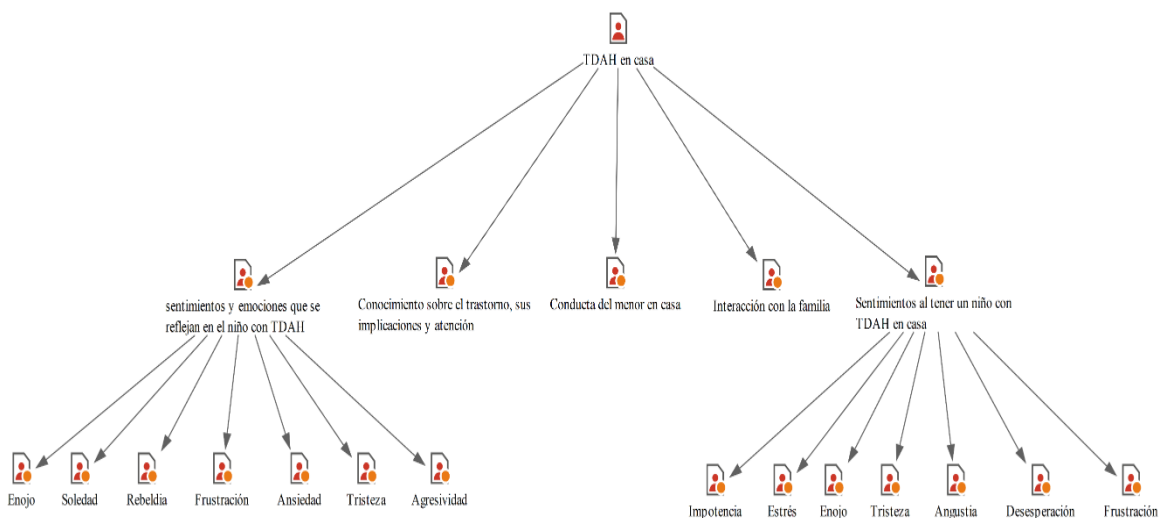 TDAH en casa
sentimientos y emociones que se
reflejan en el niño con TDAH
Conocimiento sobre el trastorno, sus
implicaciones y atención
Conducta del menor en casa
Interacción con la familia
Sentimientos al tener un niño con
TDAH en casa
Enojo
Soledad
Rebeldia
Frustración
Ansiedad
Tristeza
Agresividad
Impotencia
Estrés
Enojo
Tristeza
Angustia
Desesperación
Frustración